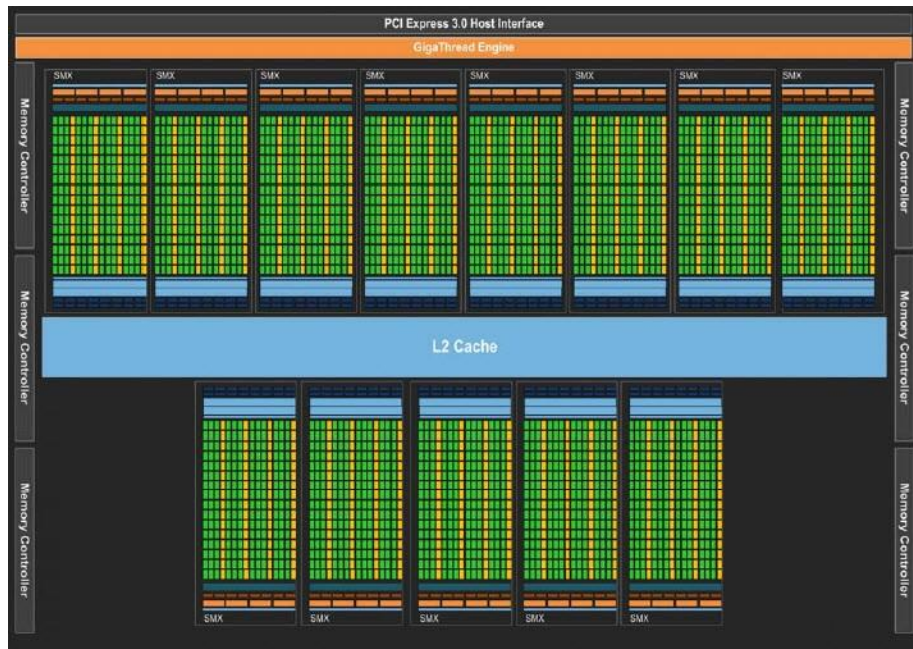 PCI Express 3.0 Host Interface
GigaThread Engine
SMX SMX SMX SMX SMX SMX SMX SMX
Memory Controller
Memory Controller
Memory Controller
Memory Controller
Memory Controller
Memory Controller
L2 Cache
SMX SMX SMX SMX SMX